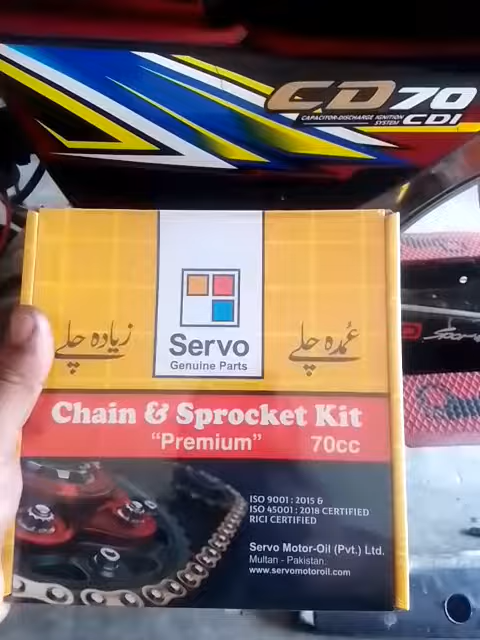 CD70
CAPACITOR-DISCHARGE IGNITION
SYSTEM CDI
زیادہ چلے
عُمدہ چلے
Servo
Genuine Parts
Chain & Sprocket Kit
"Premium" 70cc
ISO 9001 : 2015 &
ISO 45001 : 2018 CERTIFIED
RICI CERTIFIED
Servo Motor-Oil (Pvt.) Ltd.
Multan - Pakistan.
www.servomotoroil.com